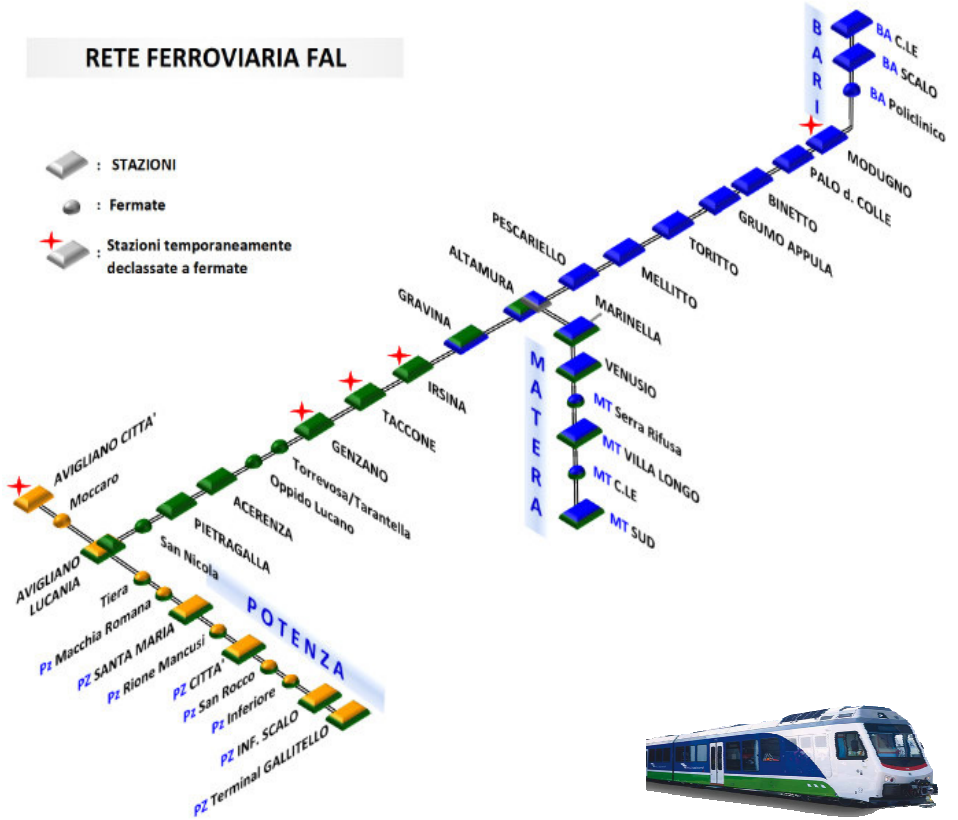 RETE FERROVIARIA FAL
: STAZIONI
: Fermate
: Stazioni temporaneamente
declassate a fermate
BARI
BA C.LE
BA SCALO
BA Policlinico
MODUGNO
PALO d. COLLE
BINETTO
GRUMO APPULA
TORITTO
MELLITTO
PESCARIELLO
ALTAMURA
MARINELLA
VENUSIO
MT Serra Rifusa
MT VILLA LONGO
MT C.LE
MT SUD
MATERA
GRAVINA
IRSINA
TACCONE
GENZANO
Torrevosa/Tarantella
Oppido Lucano
ACERENZA
PIETRAGALLA
San Nicola
AVIGLIANO CITTA'
Moccaro
AVIGLIANO
LUCANIA
Tiera
Pz Macchia Romana
PZ SANTA MARIA
Pz Rione Mancusi
PZ CITTA'
Pz San Rocco
Pz Inferiore
PZ INF. SCALO
PZ Terminal GALLITELLO
POTENZA